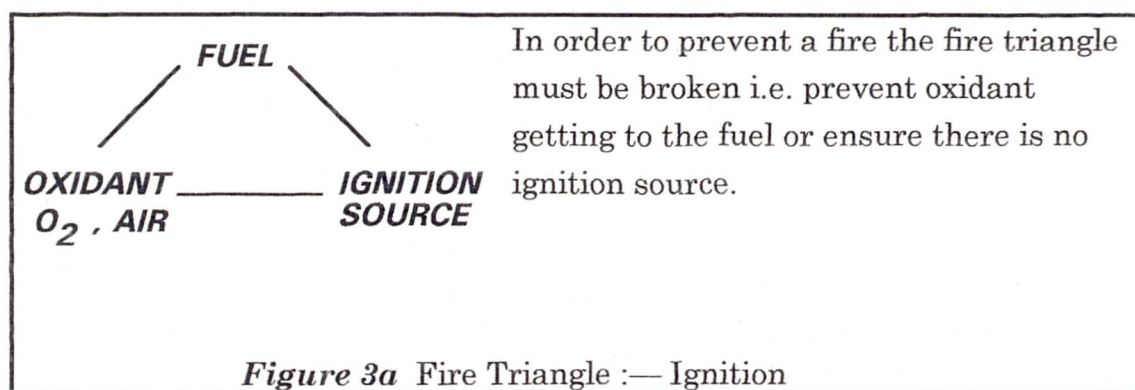 FUEL
OXIDANT
O₂ , AIR
IGNITION
SOURCE
In order to prevent a fire the fire triangle
must be broken i.e. prevent oxidant
getting to the fuel or ensure there is no
ignition source.
Figure 3a Fire Triangle :— Ignition